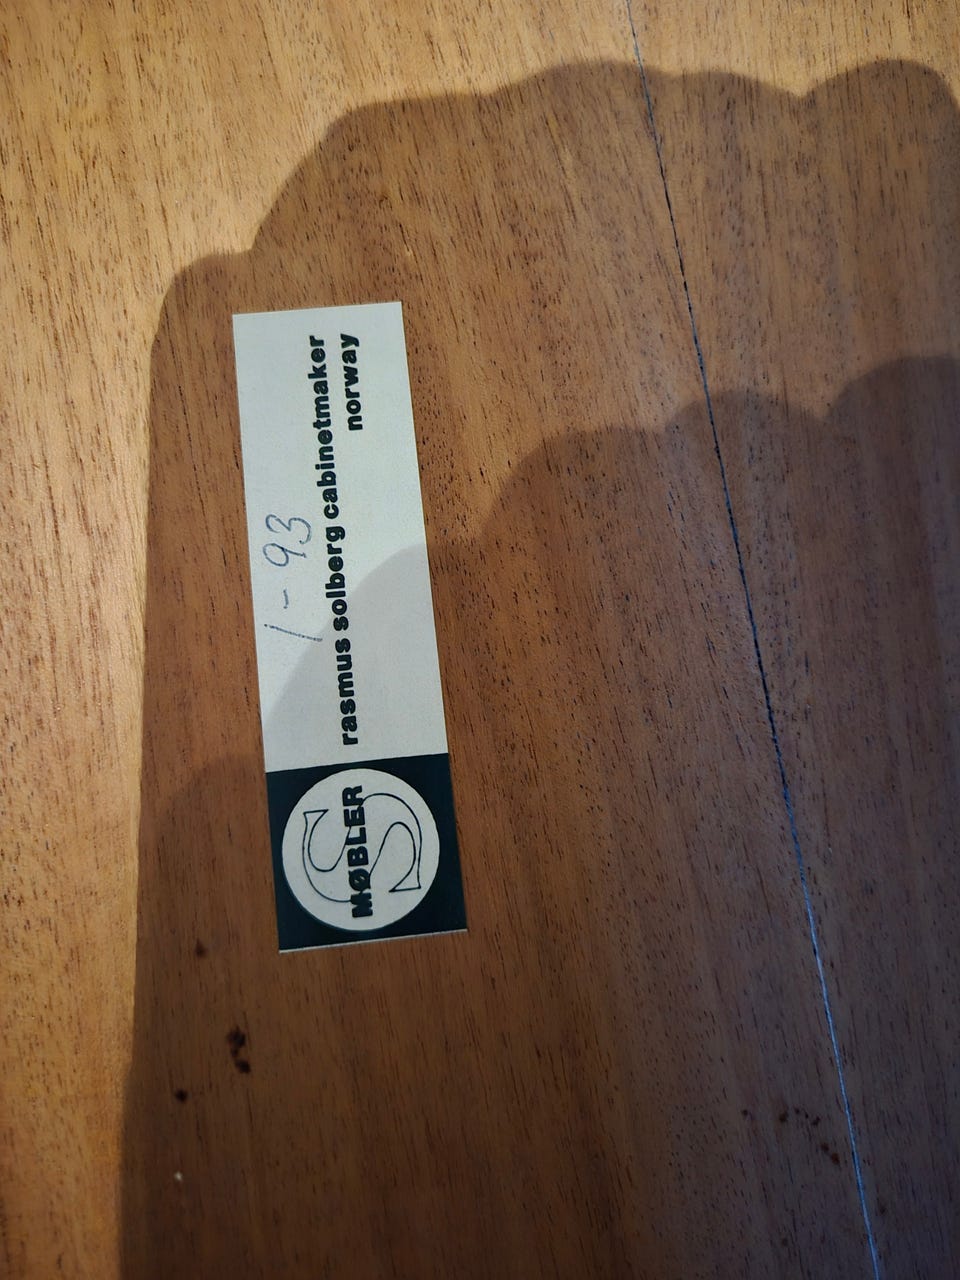 1-93
rasmus solberg cabinetmaker
norway
S
MØBLER